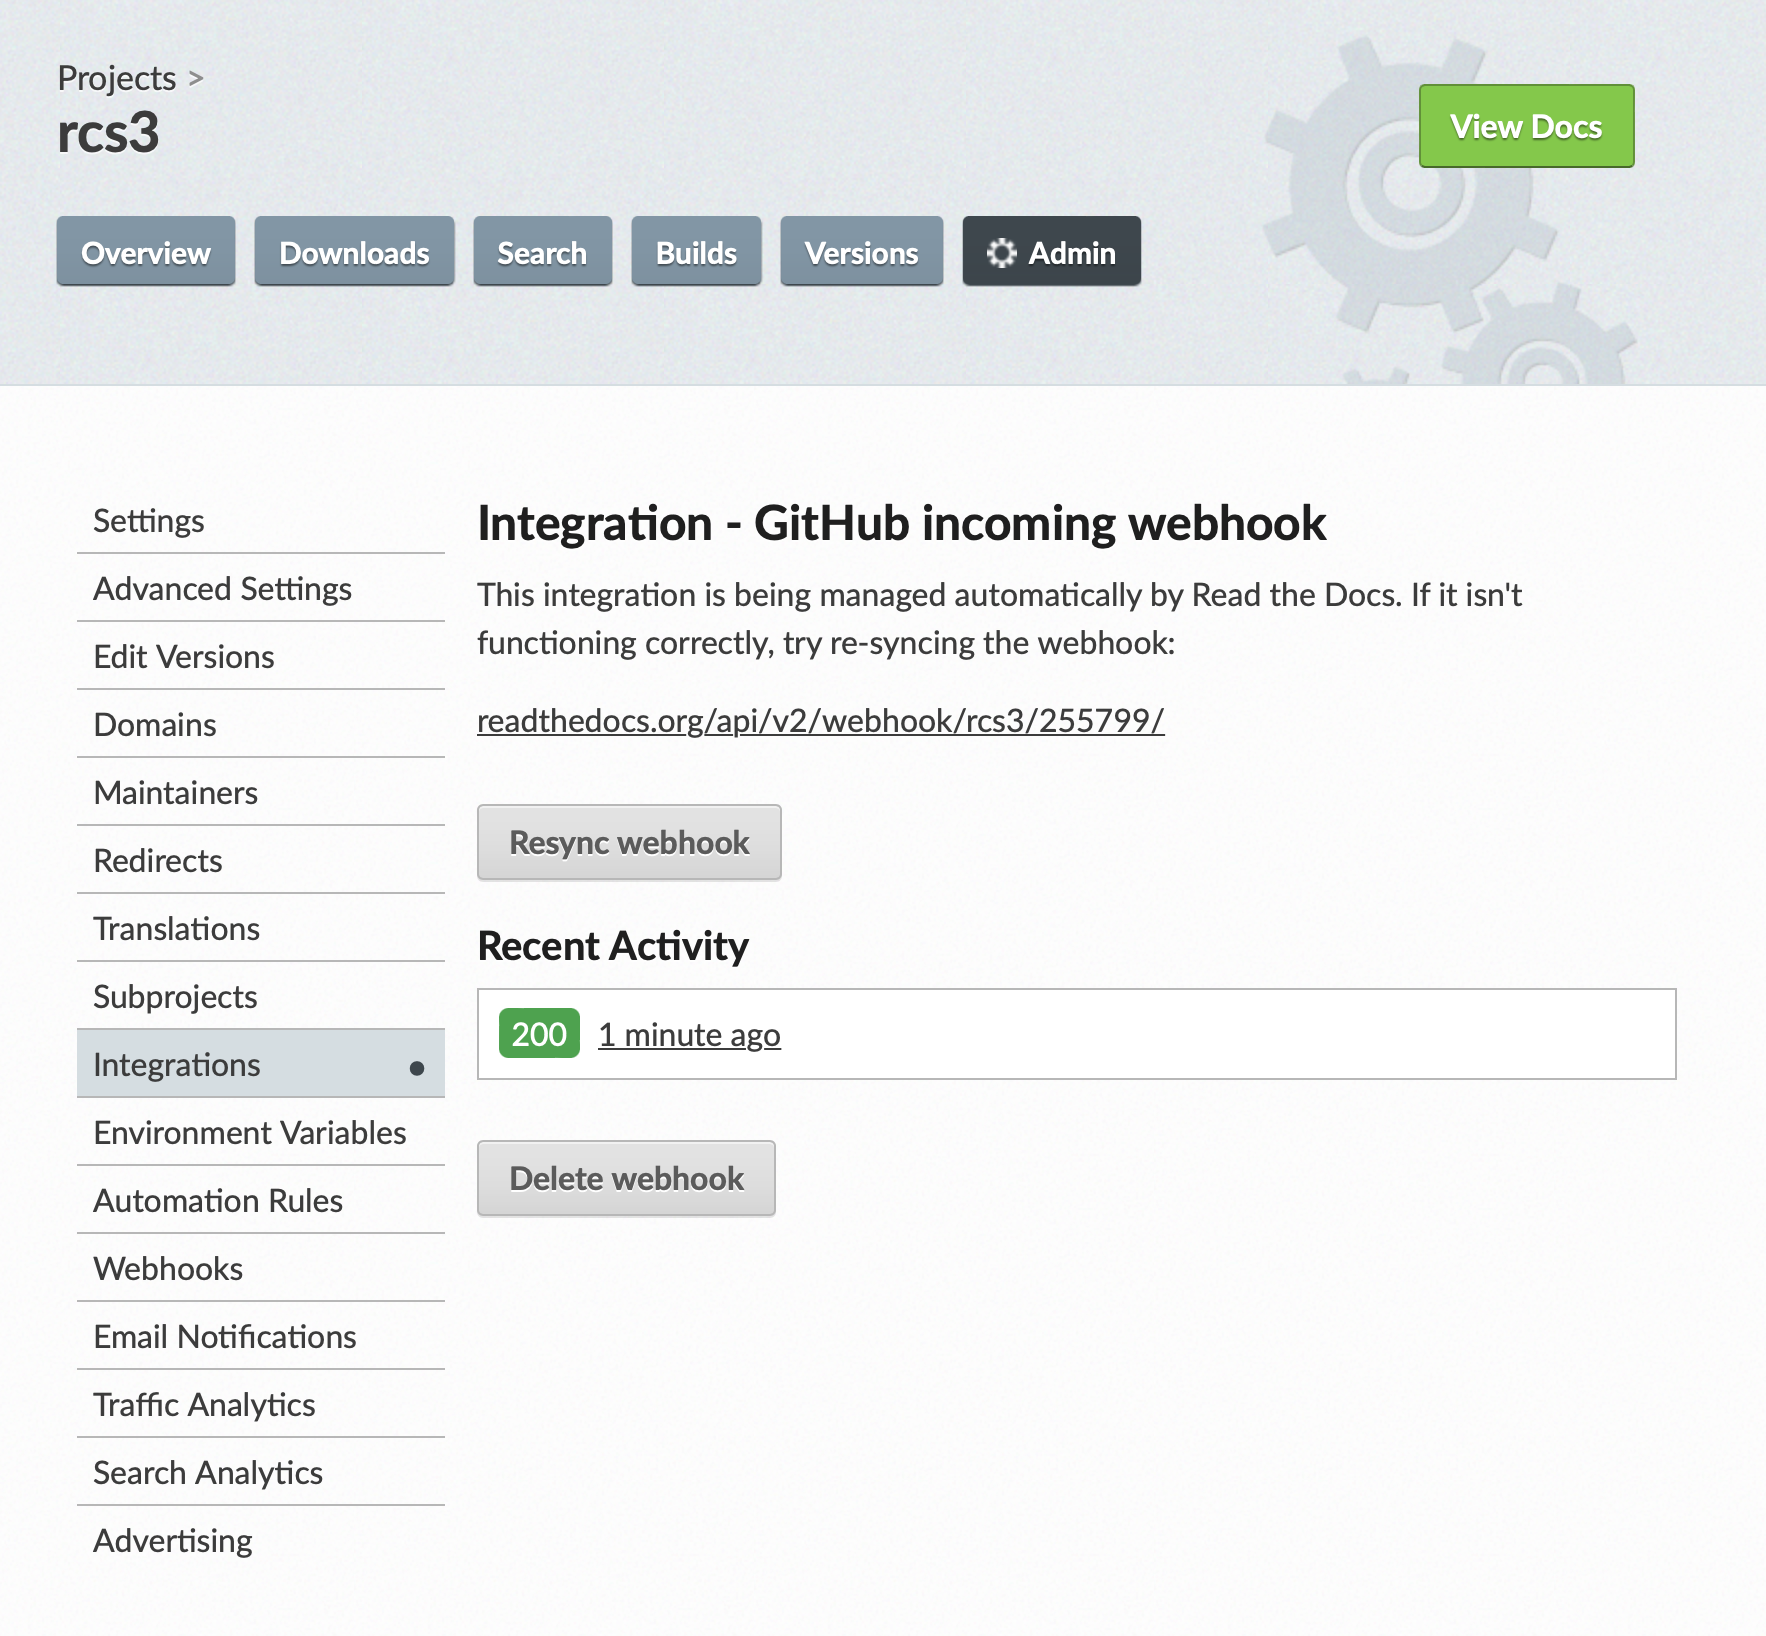 Projects >
rcs3
View Docs
Overview
Downloads
Search
Builds
Versions
Admin
Settings
Advanced Settings
Edit Versions
Domains
Maintainers
Redirects
Translations
Subprojects
Integrations
Environment Variables
Automation Rules
Webhooks
Email Notifications
Traffic Analytics
Search Analytics
Advertising
Integration - GitHub incoming webhook
This integration is being managed automatically by Read the Docs. If it isn't
functioning correctly, try re-syncing the webhook:
readthedocs.org/api/v2/webhook/rcs3/255799/
Resync webhook
Recent Activity
200 1 minute ago
Delete webhook